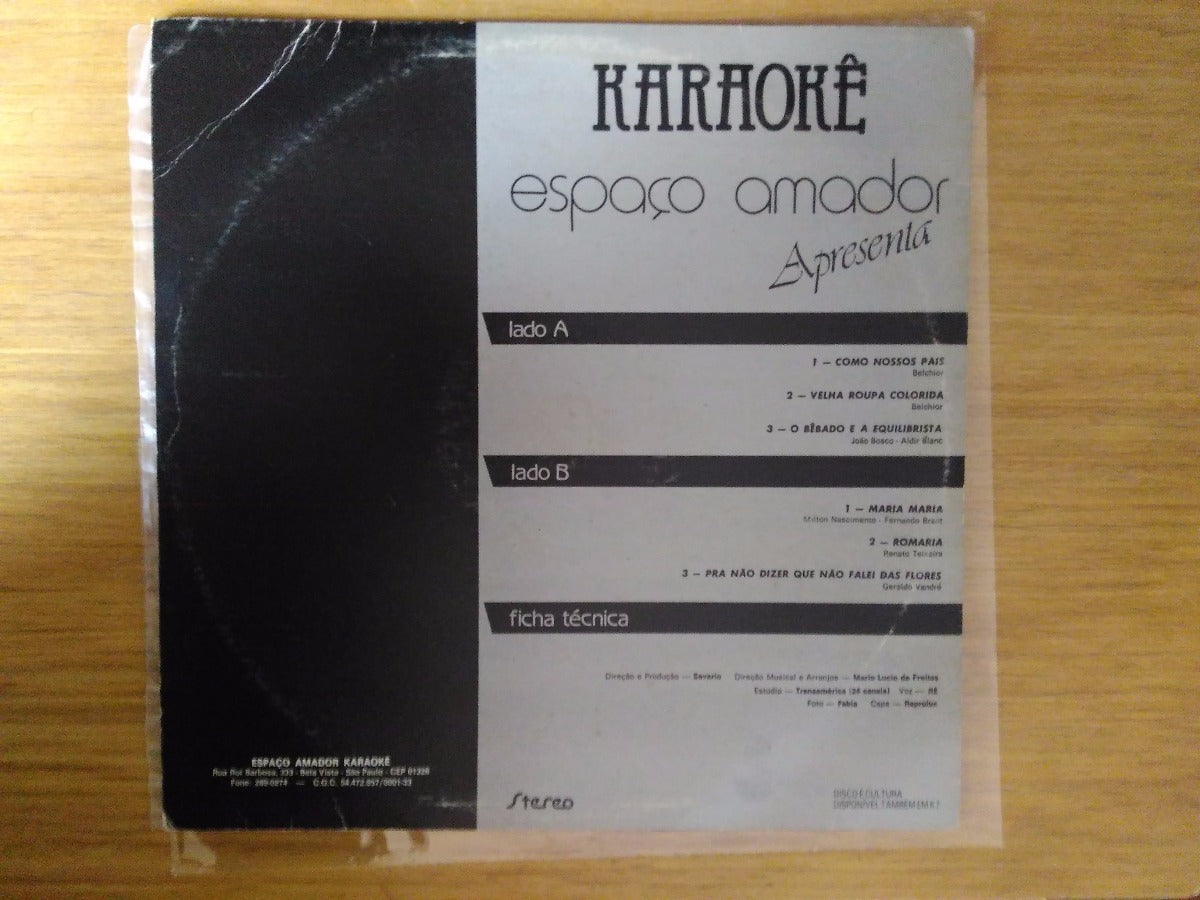 KARAOKÊ
espaço amador
Apresenta
lado A
1 — COMO NOSSOS PAIS
Belchior
2 — VELHA ROUPA COLORIDA
Belchior
3 — O BÊBADO E A EQUILIBRISTA
João Bosco - Aldir Blanc
lado B
1 — MARIA MARIA
Milton Nascimento - Fernando Brant
2 — ROMARIA
Renato Teixeira
3 — PRA NÃO DIZER QUE NÃO FALEI DAS FLORES
Geraldo Vandré
ficha técnica
Direção e Produção — Saverio Direção Musical e Arranjos — Mario Lucio de Freitas
Estúdio — Transamérica (24 canais) Voz — RÊ
Foto — Fabia Capa —
ESPAÇO AMADOR KARAOKÊ
Rua Rui Barbosa, 333 - Bela Vista - São Paulo - CEP 01326
Fone: 289-0274 — C.G.C. 54.472.957/0001-33
Stereo
DISCO É CULTURA
DISPONÍVEL TAMBÉM EM K7